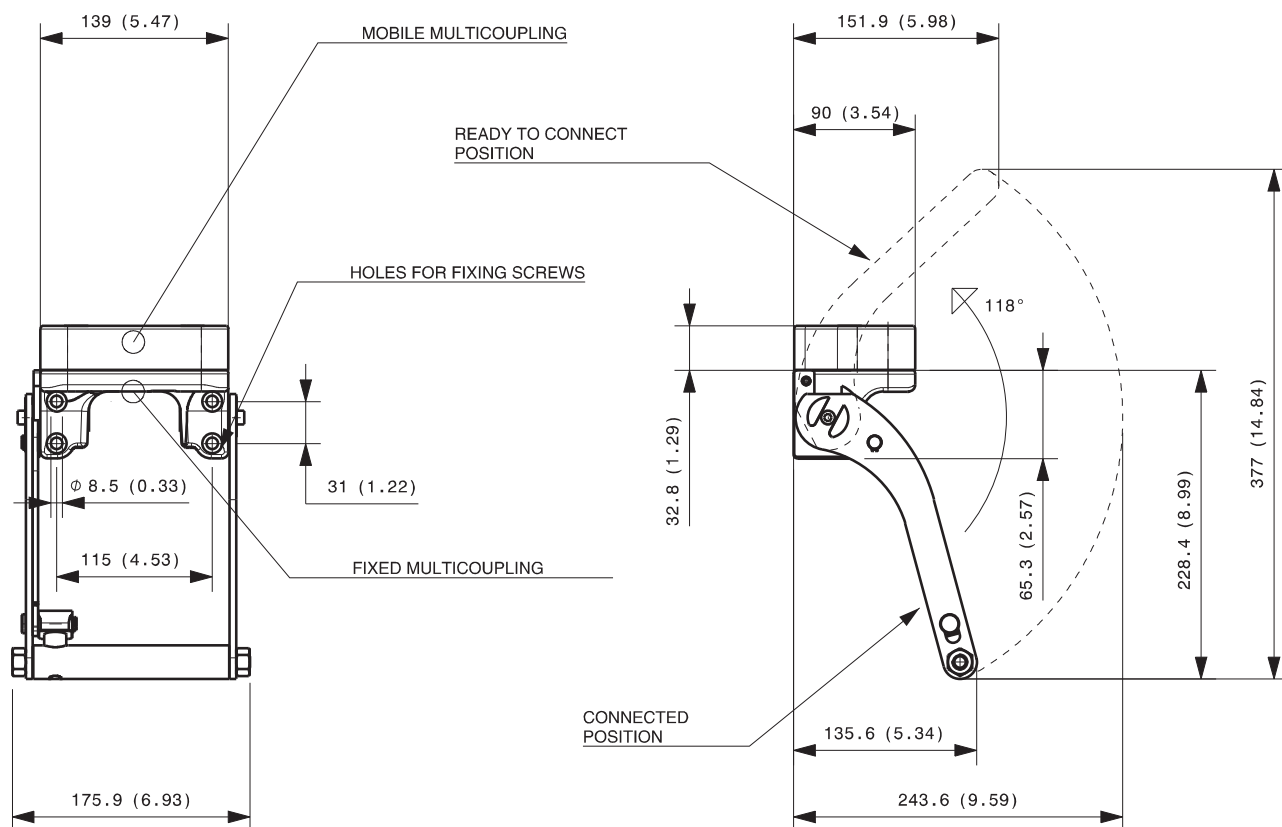 139 (5.47)
MOBILE MULTICOUPLING
151.9 (5.98)
90 (3.54)
READY TO CONNECT
POSITION
HOLES FOR FIXING SCREWS
118°
32.8 (1.29)
377 (14.84)
ϕ 8.5 (0.33)
31 (1.22)
65.3 (2.57)
228.4 (8.99)
115 (4.53)
FIXED MULTICOUPLING
CONNECTED
POSITION
135.6 (5.34)
175.9 (6.93)
243.6 (9.59)